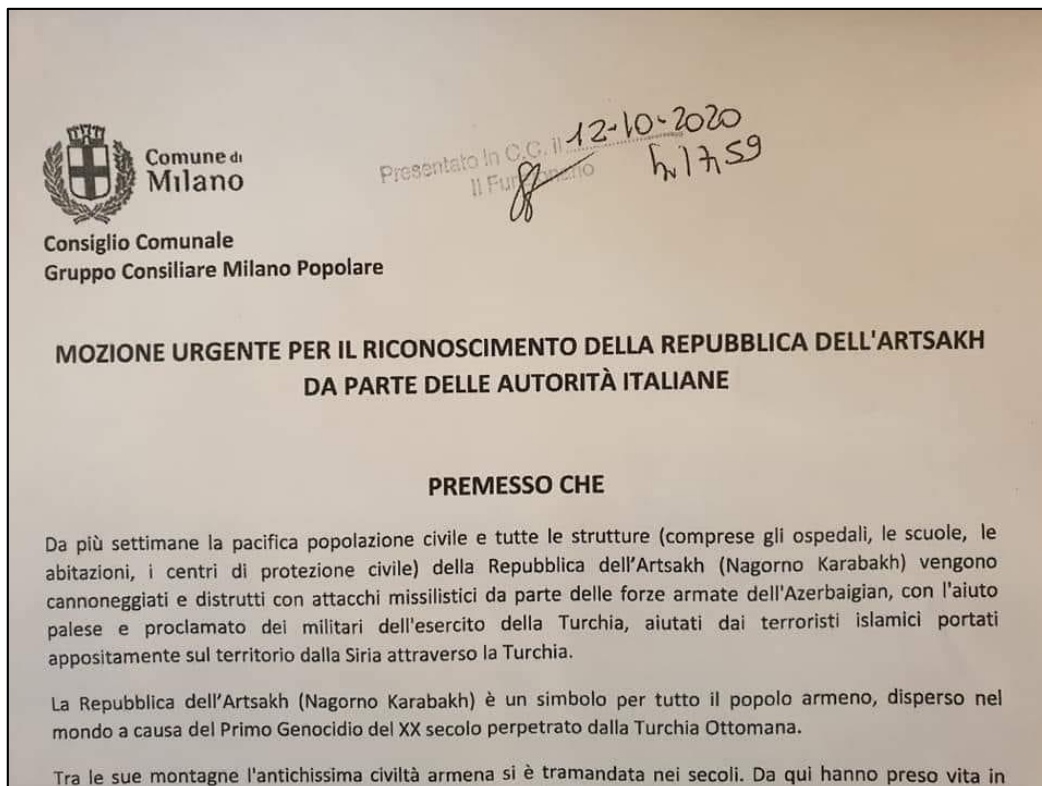 Comune di
Milano
Presentato in C.C. il 12-10-2020
Il Funzionario h. 17,59
Consiglio Comunale
Gruppo Consiliare Milano Popolare
MOZIONE URGENTE PER IL RICONOSCIMENTO DELLA REPUBBLICA DELL'ARTSAKH
DA PARTE DELLE AUTORITÀ ITALIANE
PREMESSO CHE
Da più settimane la pacifica popolazione civile e tutte le strutture (comprese gli ospedali, le scuole, le
abitazioni, i centri di protezione civile) della Repubblica dell'Artsakh (Nagorno Karabakh) vengono
cannoneggiati e distrutti con attacchi missilistici da parte delle forze armate dell'Azerbaigian, con l'aiuto
palese e proclamato dei militari dell'esercito della Turchia, aiutati dai terroristi islamici portati
appositamente sul territorio dalla Siria attraverso la Turchia.
La Repubblica dell'Artsakh (Nagorno Karabakh) è un simbolo per tutto il popolo armeno, disperso nel
mondo a causa del Primo Genocidio del XX secolo perpetrato dalla Turchia Ottomana.
Tra le sue montagne l'antichissima civiltà armena si è tramandata nei secoli. Da qui hanno preso vita in